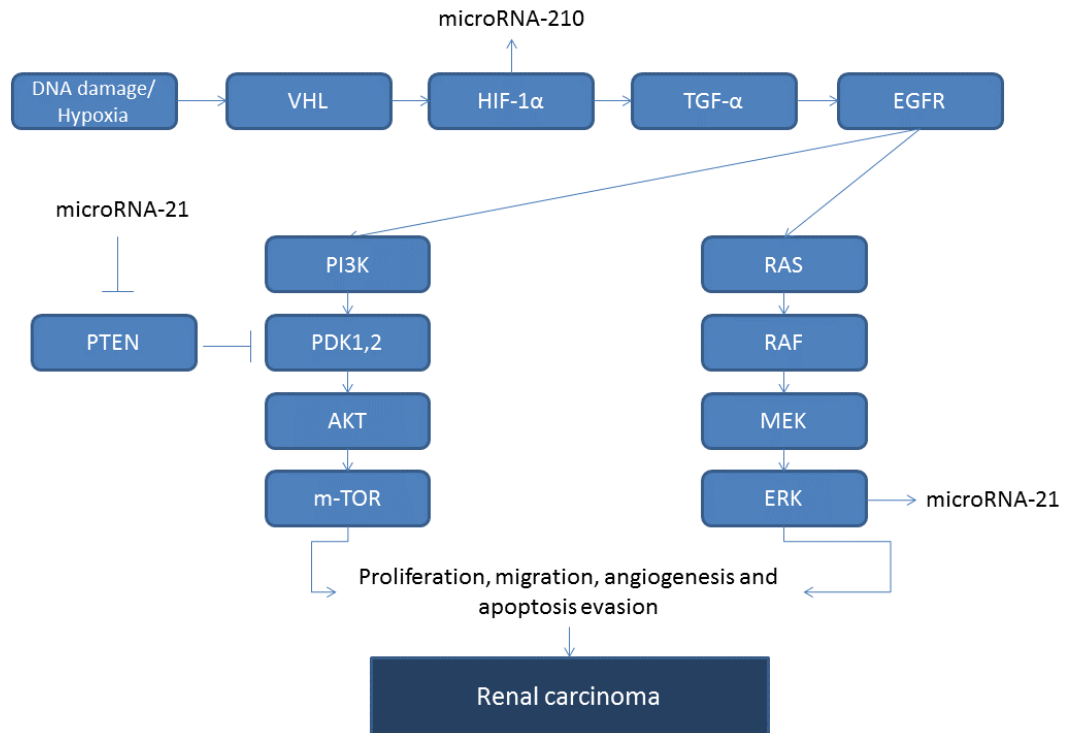 microRNA-210
DNA damage/
Hypoxia
VHL
HIF-1α
TGF-α
EGFR
microRNA-21
PI3K
RAS
PTEN
PDK1,2
RAF
AKT
MEK
m-TOR
ERK
microRNA-21
Proliferation, migration, angiogenesis and
apoptosis evasion
Renal carcinoma